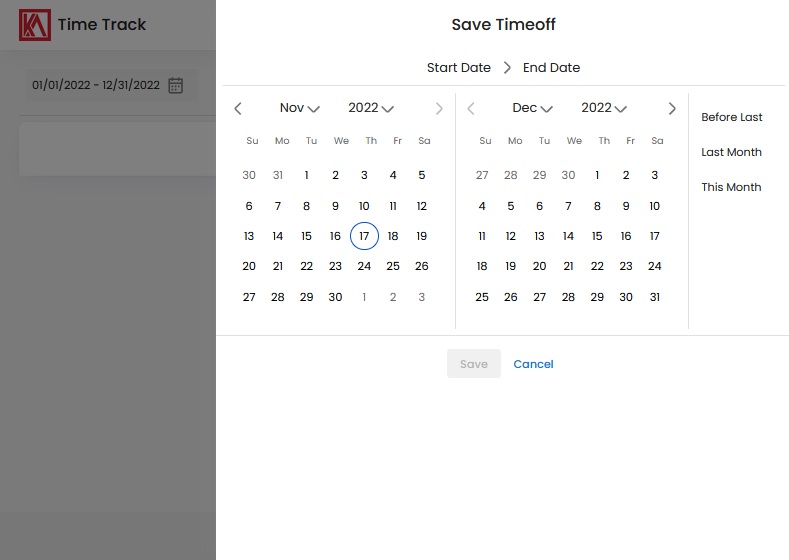 Time Track
01/01/2022 - 12/31/2022
Save Timeoff
Start Date End Date
Nov 2022
Su Mo Tu We Th Fr Sa
30 31 1 2 3 4 5
6 7 8 9 10 11 12
13 14 15 16 17 18 19
20 21 22 23 24 25 26
27 28 29 30 1 2 3
Dec 2022
Su Mo Tu We Th Fr Sa
27 28 29 30 1 2 3
4 5 6 7 8 9 10
11 12 13 14 15 16 17
18 19 20 21 22 23 24
25 26 27 28 29 30 31
Before Last
Last Month
This Month
Save Cancel